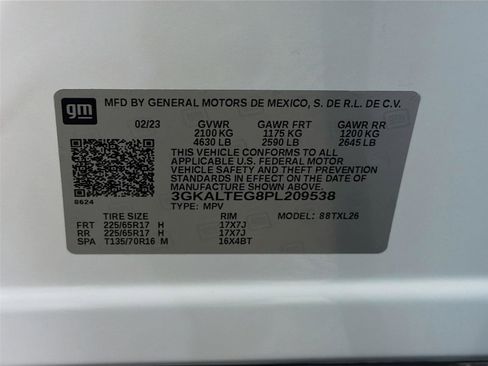 gm MFD BY GENERAL MOTORS DE MEXICO, S. DE R.L. DE C.V.
02/23 GVWR GAWR FRT GAWR RR
2100 KG 1175 KG 1200 KG
4630 LB 2590 LB 2645 LB
THIS VEHICLE CONFORMS TO ALL
APPLICABLE U.S. FEDERAL MOTOR
VEHICLE SAFETY AND THEFT PREVENTION
STANDARDS IN EFFECT ON THE DATE OF
MANUFACTURE SHOWN ABOVE.
8624 3GKALTEG8PL209538
TYPE: MPV
TIRE SIZE RIM MODEL: 88TXL26
FRT 225/65R17 H 17X7J
RR 225/65R17 H 17X7J
SPA T135/70R16 M 16X4BT